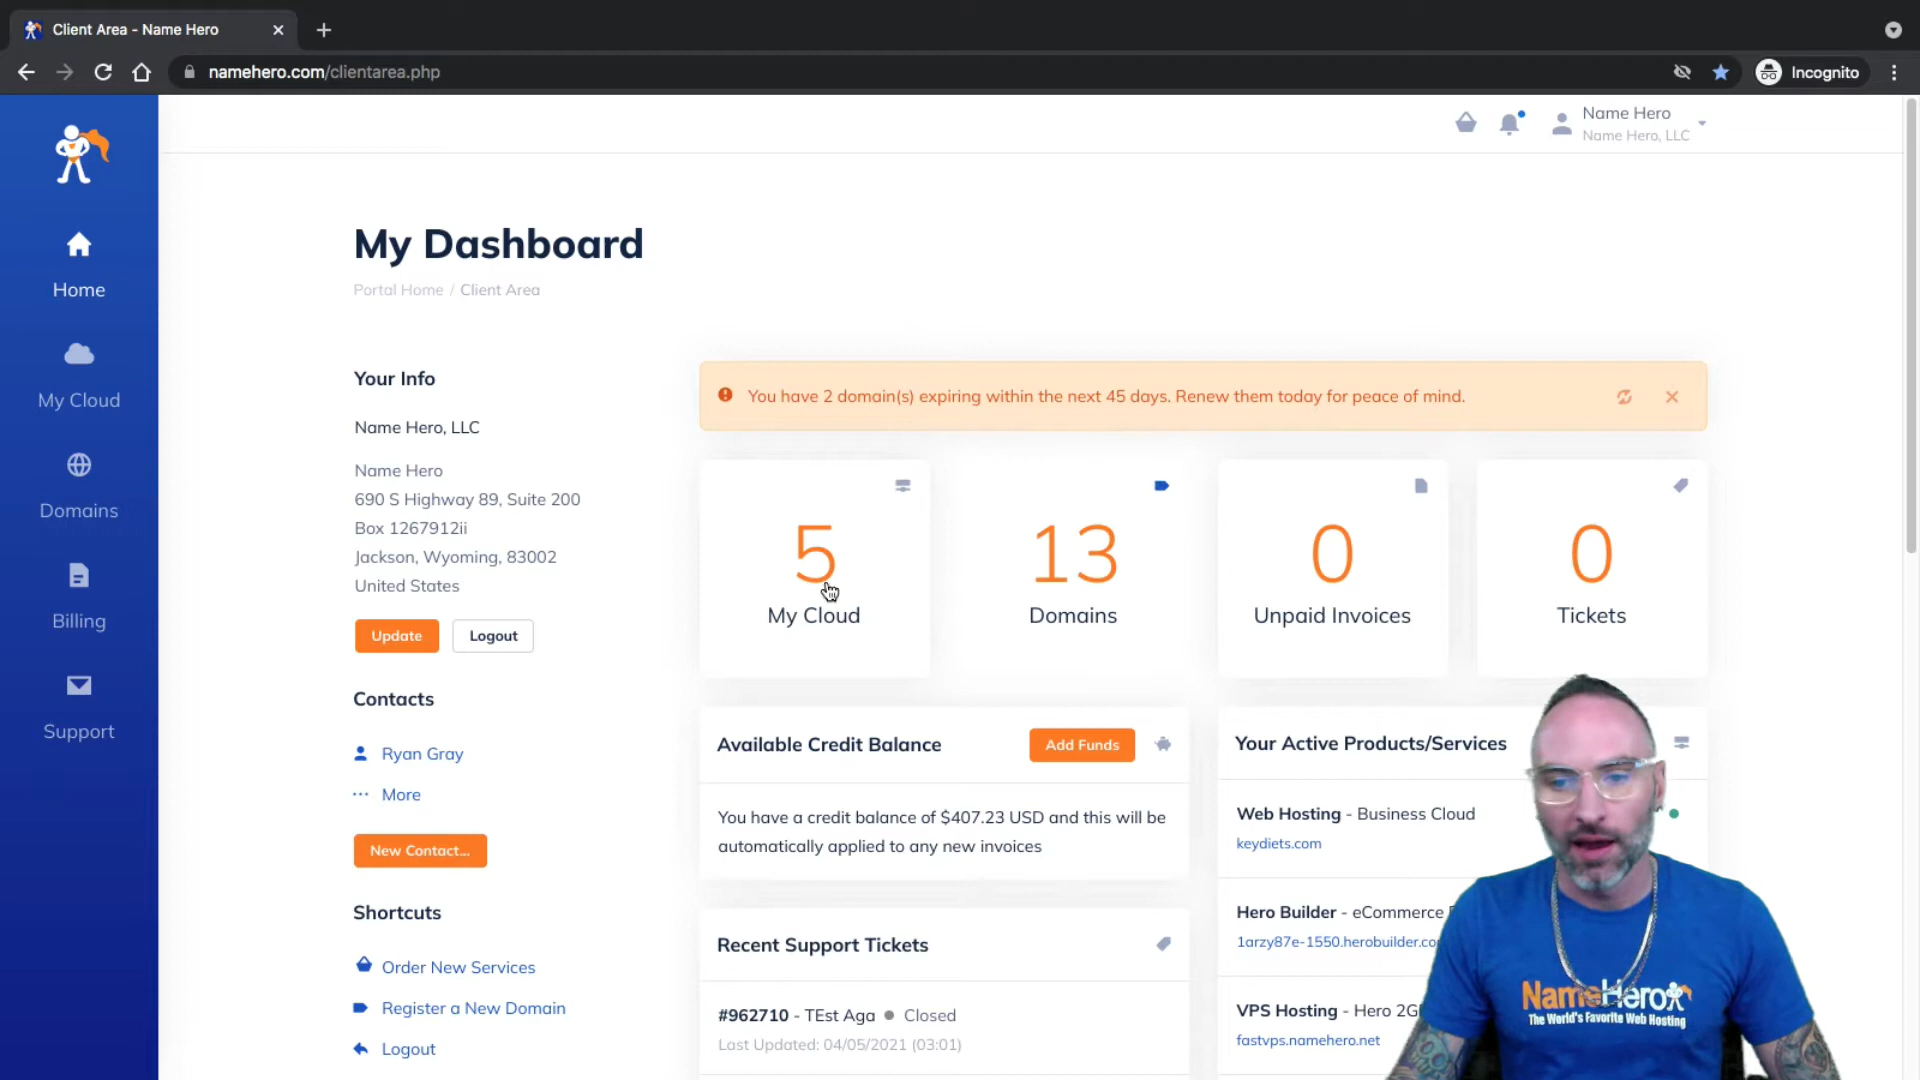 Client Area - Name Hero
namehero.com/clientarea.php
Incognito
Name Hero
Name Hero, LLC
Home
My Cloud
Domains
Billing
Support
My Dashboard
Portal Home / Client Area
Your Info
Name Hero, LLC
Name Hero
690 S Highway 89, Suite 200
Box 1267912ii
Jackson, Wyoming, 83002
United States
Update
Logout
Contacts
Ryan Gray
More
New Contact...
Shortcuts
Order New Services
Register a New Domain
Logout
You have 2 domain(s) expiring within the next 45 days. Renew them today for peace of mind.
5
My Cloud
13
Domains
0
Unpaid Invoices
0
Tickets
Available Credit Balance
Add Funds
You have a credit balance of $407.23 USD and this will be
automatically applied to any new invoices
Recent Support Tickets
#962710 - TEst Aga
Closed
Last Updated: 04/05/2021 (03:01)
Your Active Products/Services
Web Hosting - Business Cloud
keydiets.com
Hero Builder - eCommerce
1arzy87e-1550.herobuilder.co
VPS Hosting - Hero 2G
fastvps.namehero.net
NameHero
The World's Favorite Web Hosting